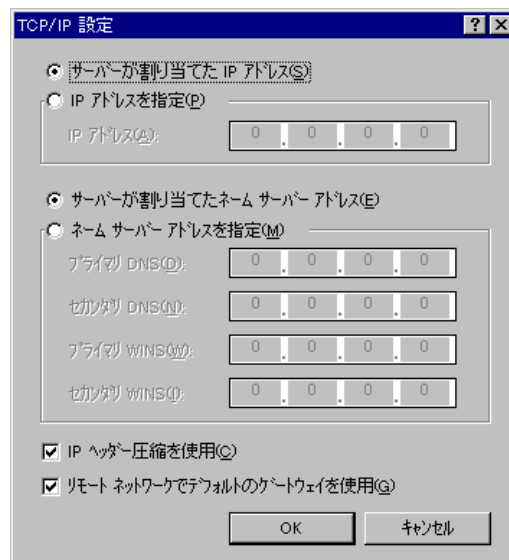 TCP/IP 設定
サーバーが割り当てた IP アドレス(S)
IP アドレスを指定(P)
IP アドレス(A): 0 . 0 . 0 . 0
サーバーが割り当てたネーム サーバー アドレス(E)
ネーム サーバー アドレスを指定(M)
プライマリ DNS(D): 0 . 0 . 0 . 0
セカンダリ DNS(N): 0 . 0 . 0 . 0
プライマリ WINS(W): 0 . 0 . 0 . 0
セカンダリ WINS(I): 0 . 0 . 0 . 0
IP ヘッダー圧縮を使用(C)
リモート ネットワークでデフォルトのゲートウェイを使用(G)
OK キャンセル